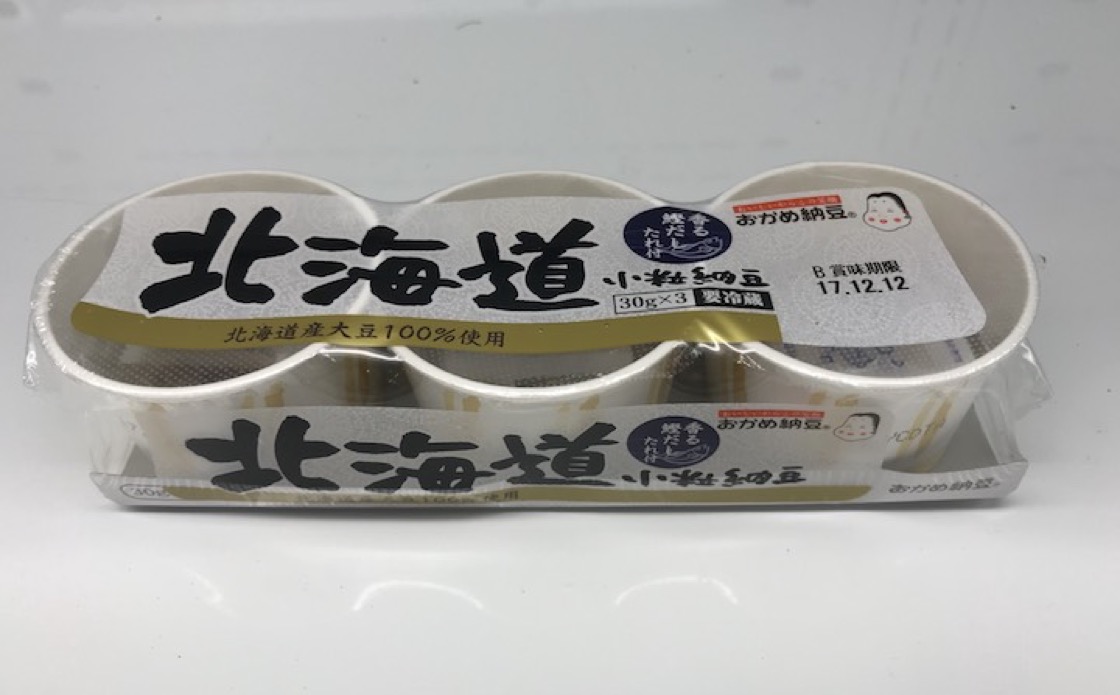 北海道
小粒納豆
香る
鰹だし
たれ付
おかめ納豆
30g×3 要冷蔵
B 賞味期限
17.12.12
北海道産大豆100%使用
北海道
小粒納豆
香る
鰹だし
たれ付
おかめ納豆
30g
おかめ納豆